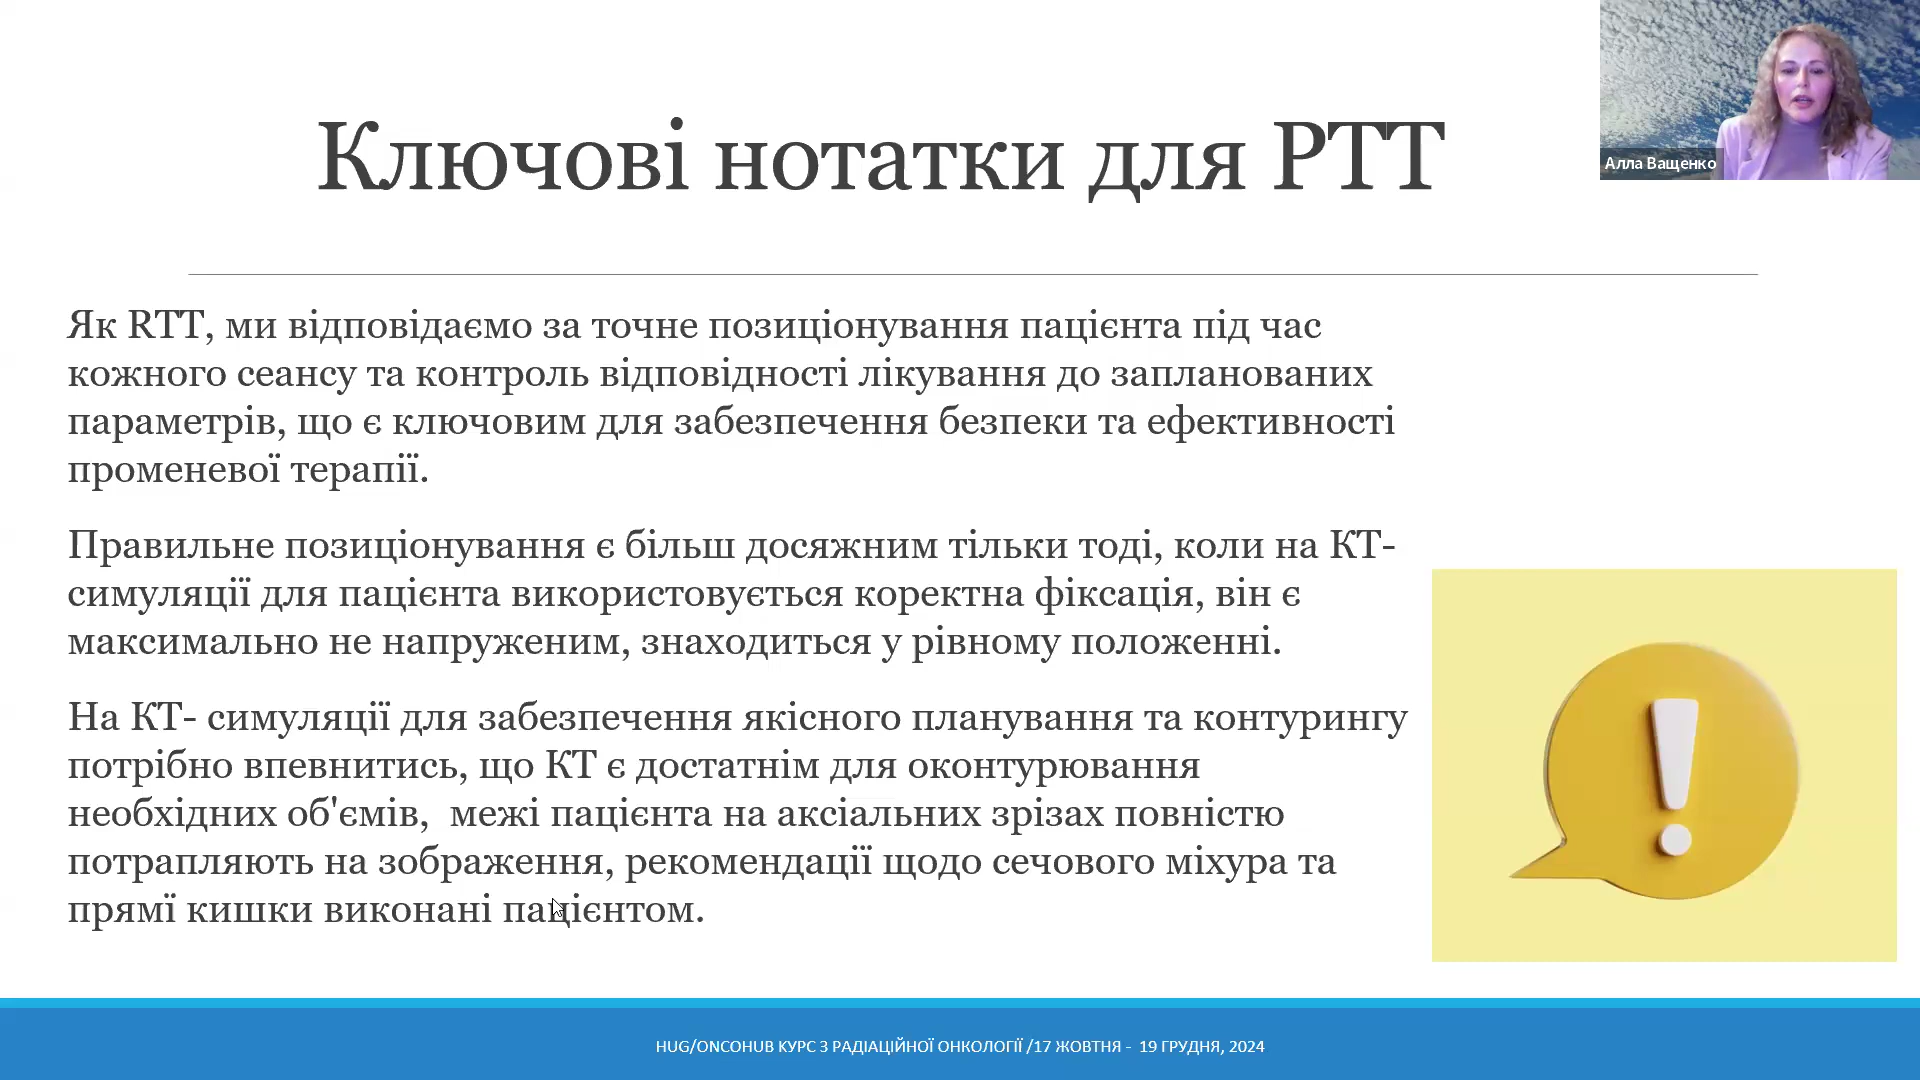 Ключові нотатки для РТТ
Алла Ващенко
Як RTT, ми відповідаємо за точне позиціонування пацієнта під час
кожного сеансу та контроль відповідності лікування до запланованих
параметрів, що є ключовим для забезпечення безпеки та ефективності
променевої терапії.
Правильне позиціонування є більш досяжним тільки тоді, коли на КТ-
симуляції для пацієнта використовується коректна фіксація, він є
максимально не напруженим, знаходиться у рівному положенні.
На КТ- симуляції для забезпечення якісного планування та контурингу
потрібно впевнитись, що КТ є достатнім для оконтурювання
необхідних об'ємів,  межі пацієнта на аксіальних зрізах повністю
потрапляють на зображення, рекомендації щодо сечового міхура та
прямї кишки виконані пацієнтом.
HUG/ONCOHUB КУРС З РАДІАЦІЙНОЇ ОНКОЛОГІЇ /17 ЖОВТНЯ -  19 ГРУДНЯ, 2024